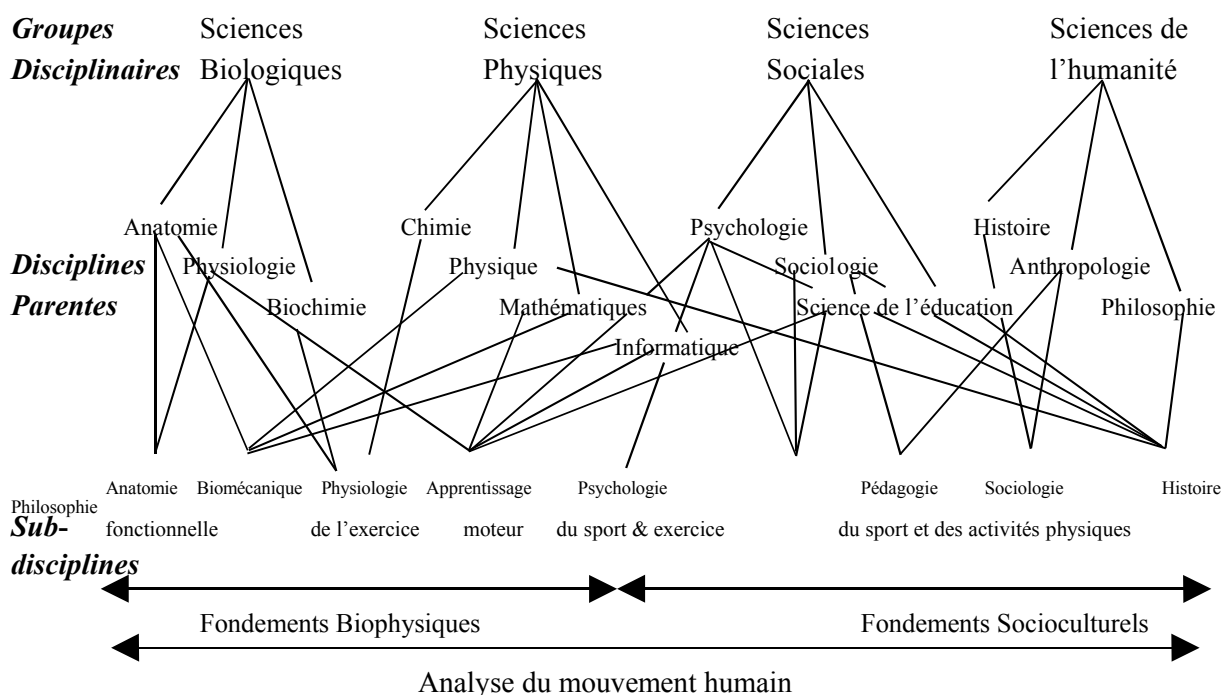 Groupes Sciences Sciences Sciences Sciences de
Disciplinaires Biologiques Physiques Sociales l’humanité
Anatomie Chimie Psychologie Histoire
Disciplines Physiologie Physique Sociologie Anthropologie
Parentes Biochimie Mathématiques Science de l’éducation Philosophie
Informatique
Anatomie Biomécanique Physiologie Apprentissage Psychologie Pédagogie Sociologie Histoire
Philosophie
Sub- fonctionnelle de l’exercice moteur du sport & exercice du sport et des activités physiques
disciplines
Fondements Biophysiques Fondements Socioculturels
Analyse du mouvement humain